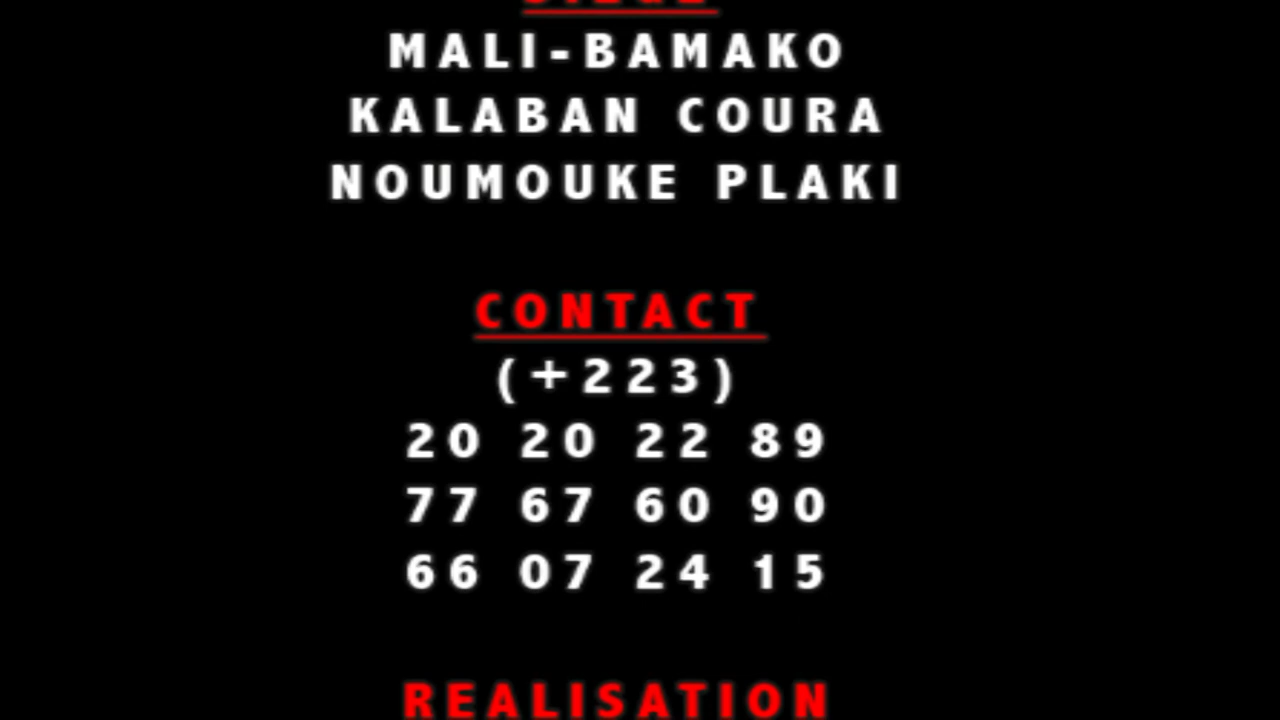 SIEGE
MALI-BAMAKO
KALABAN COURA
NOUMOUKE PLAKI
CONTACT
(+223)
20 20 22 89
77 67 60 90
66 07 24 15
REALISATION